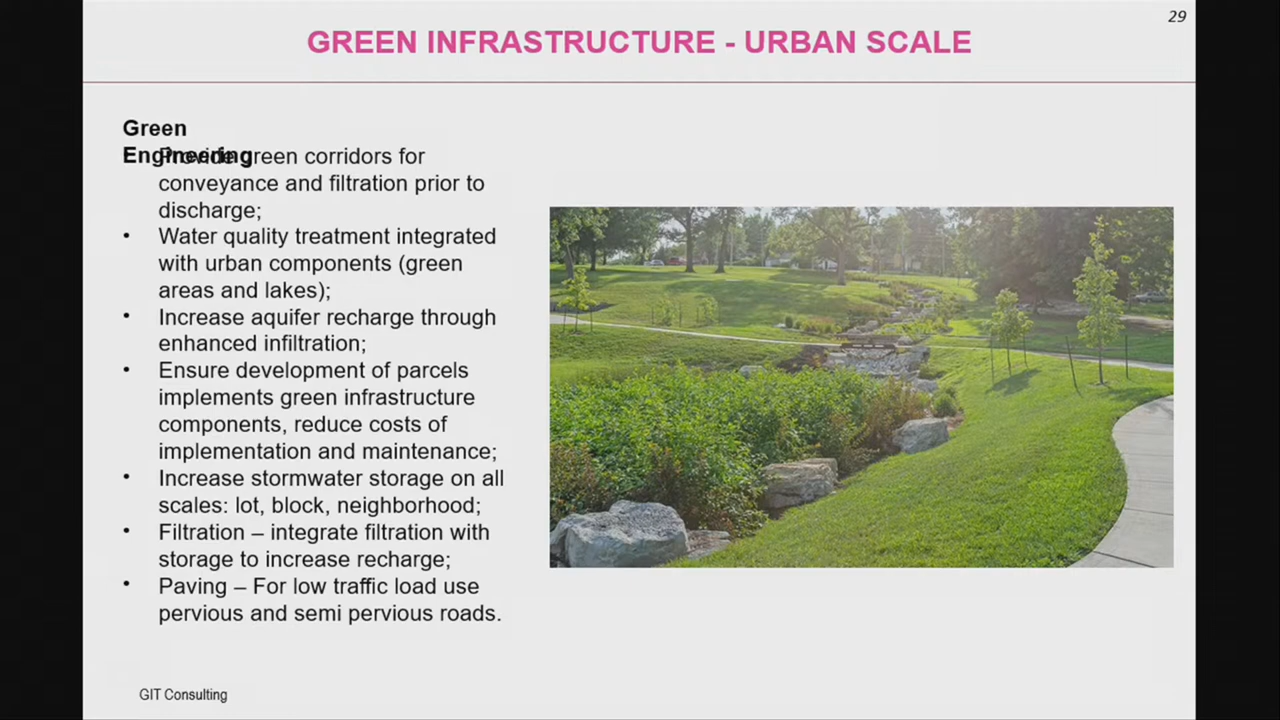 29
GREEN INFRASTRUCTURE - URBAN SCALE
Green
Engineering
Provide green corridors for
conveyance and filtration prior to
discharge;
• Water quality treatment integrated
with urban components (green
areas and lakes);
• Increase aquifer recharge through
enhanced infiltration;
• Ensure development of parcels
implements green infrastructure
components, reduce costs of
implementation and maintenance;
• Increase stormwater storage on all
scales: lot, block, neighborhood;
• Filtration – integrate filtration with
storage to increase recharge;
• Paving – For low traffic load use
pervious and semi pervious roads.
GIT Consulting